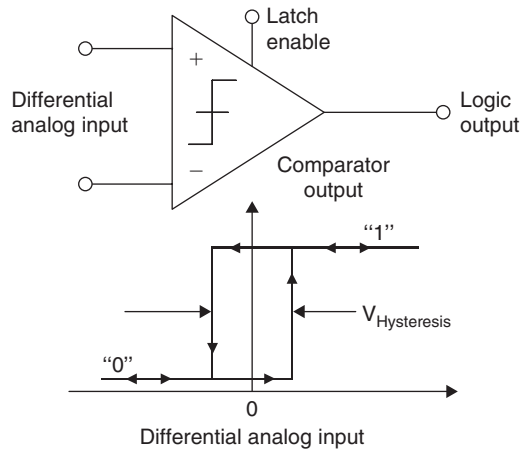 Latch
enable
+
Differential
analog input
−
Logic
output
Comparator
output
“1”
V_Hysteresis
“0”
0
Differential analog input